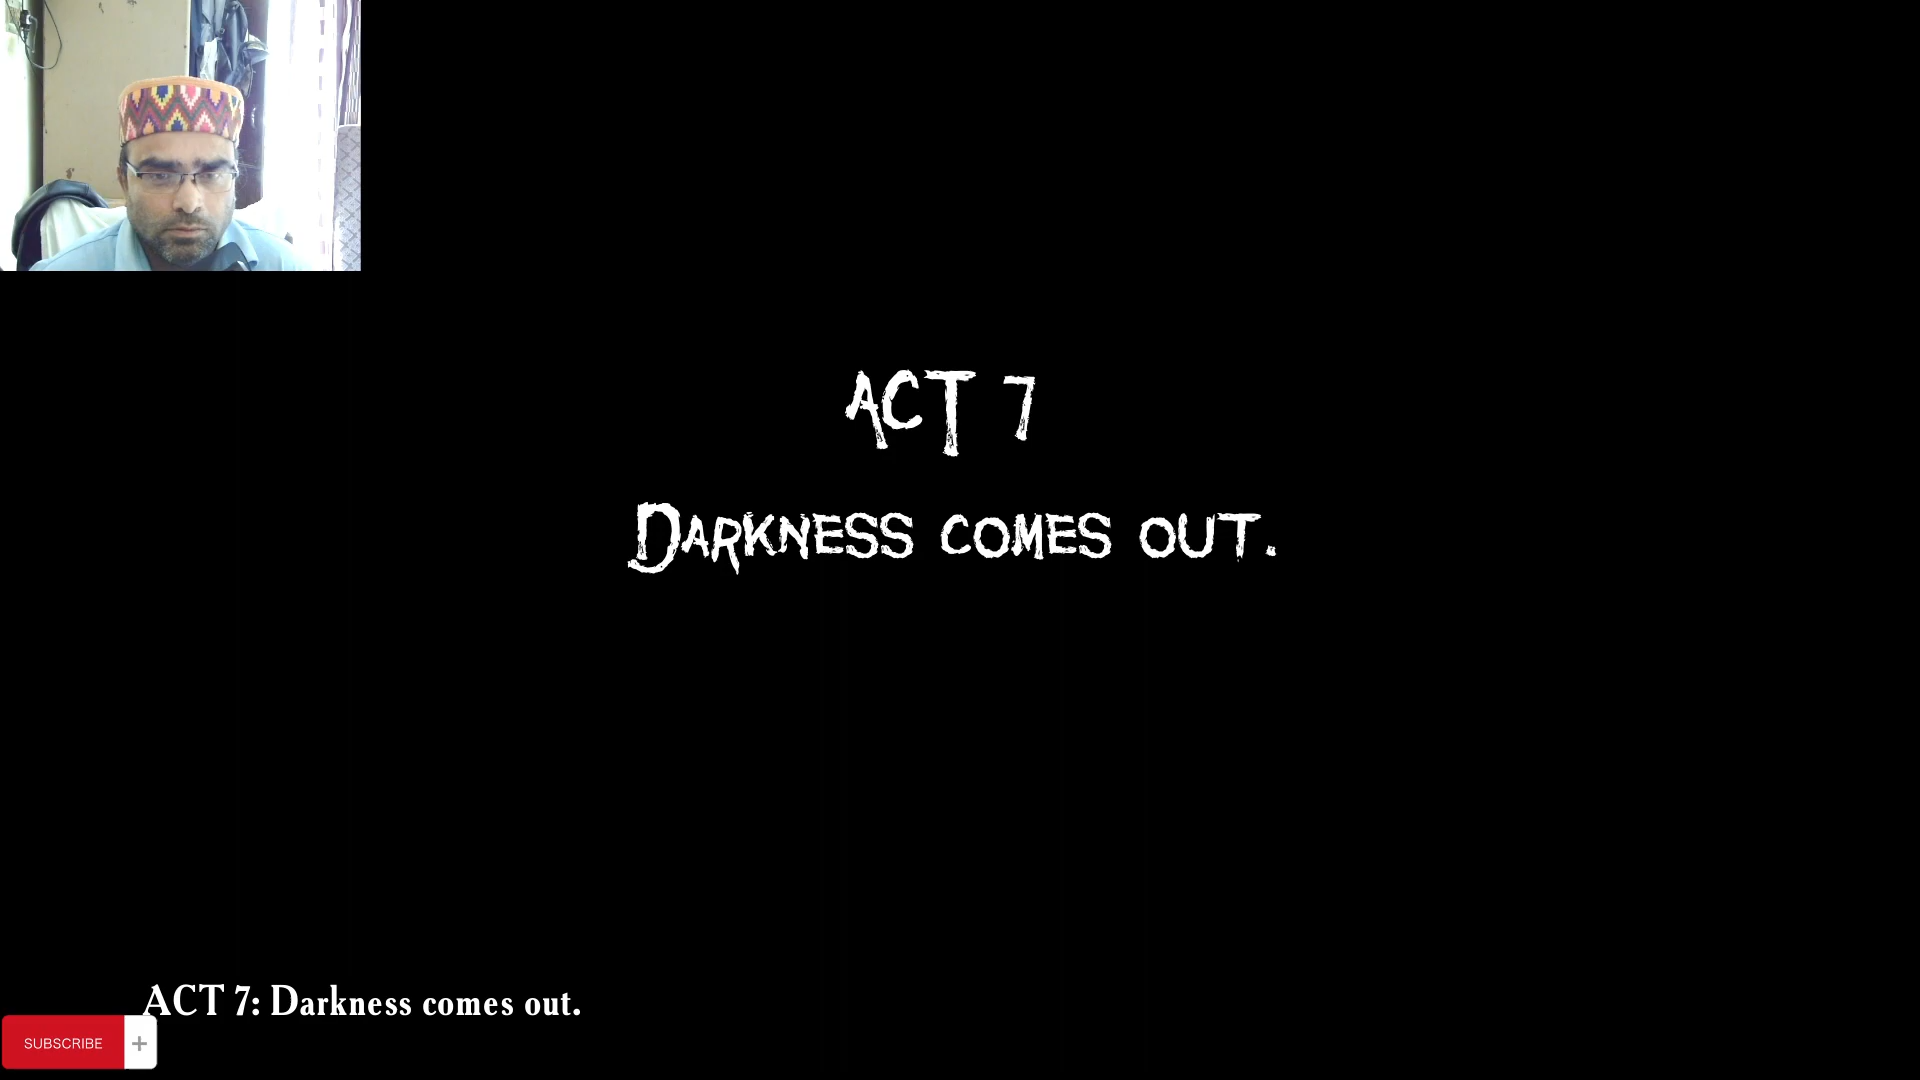 ACT 7
Darkness comes out.
ACT 7: Darkness comes out.
SUBSCRIBE +